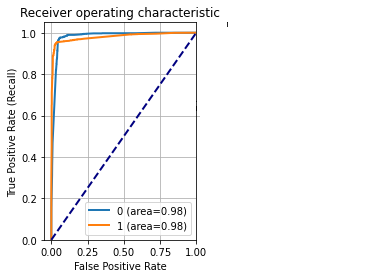 Receiver operating characteristic
True Positive Rate (Recall)
1.0
0.8
0.6
0.4
0.2
0.0
0 (area=0.98)
1 (area=0.98)
0.00
0.25
0.50
0.75
1.00
False Positive Rate